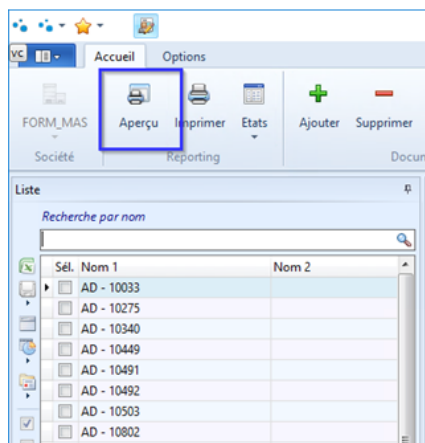 VC
Accueil Options
FORM_MAS Aperçu Imprimer Etats Ajouter Supprimer
Société Reporting Docu
Liste
Recherche par nom
Sél. Nom 1 Nom 2
AD - 10033
AD - 10275
AD - 10340
AD - 10449
AD - 10491
AD - 10492
AD - 10503
AD - 10802